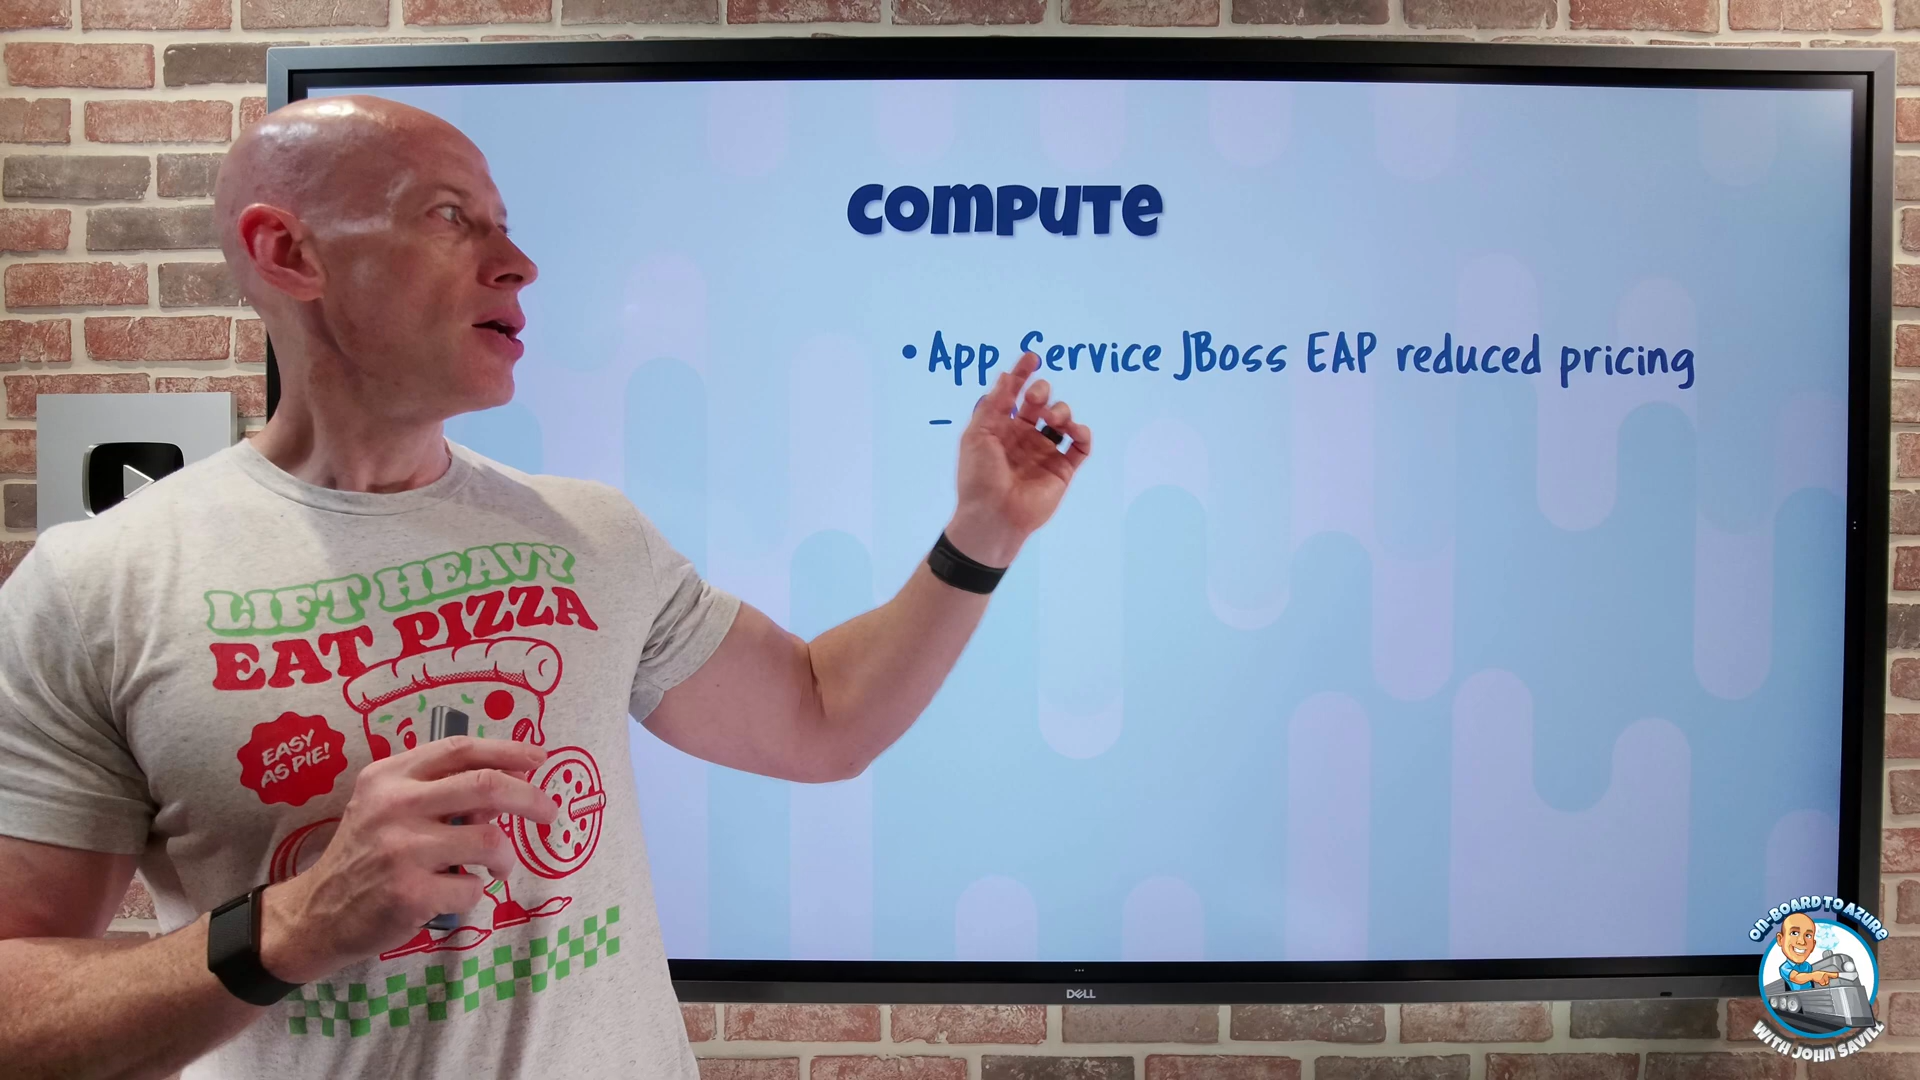 Compute
• App Service JBoss EAP reduced pricing
–
LIFT HEAVY
EAT PIZZA
EASY
AS PIE!
DELL
ON-BOARD TO AZURE
WITH JOHN SAVILL